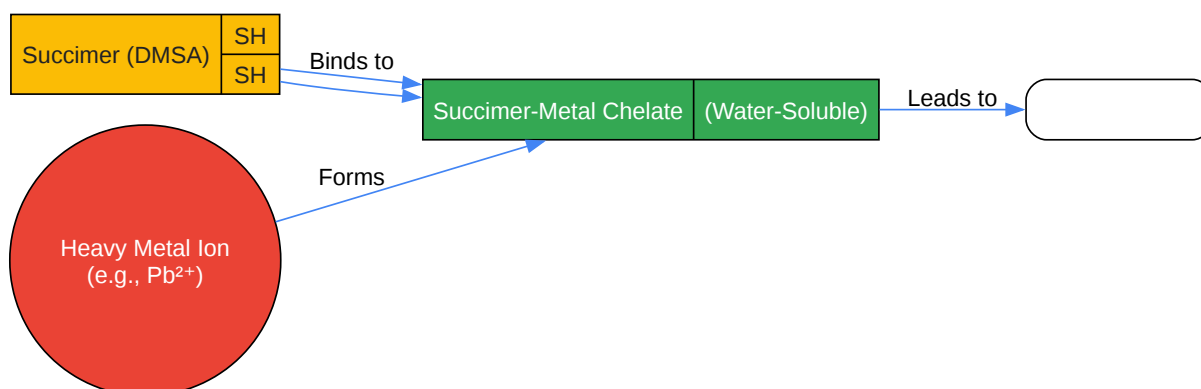 Succimer (DMSA)
SH
SH
Binds to
Succimer-Metal Chelate
(Water-Soluble)
Leads to
Forms
Heavy Metal Ion
(e.g., Pb²⁺)